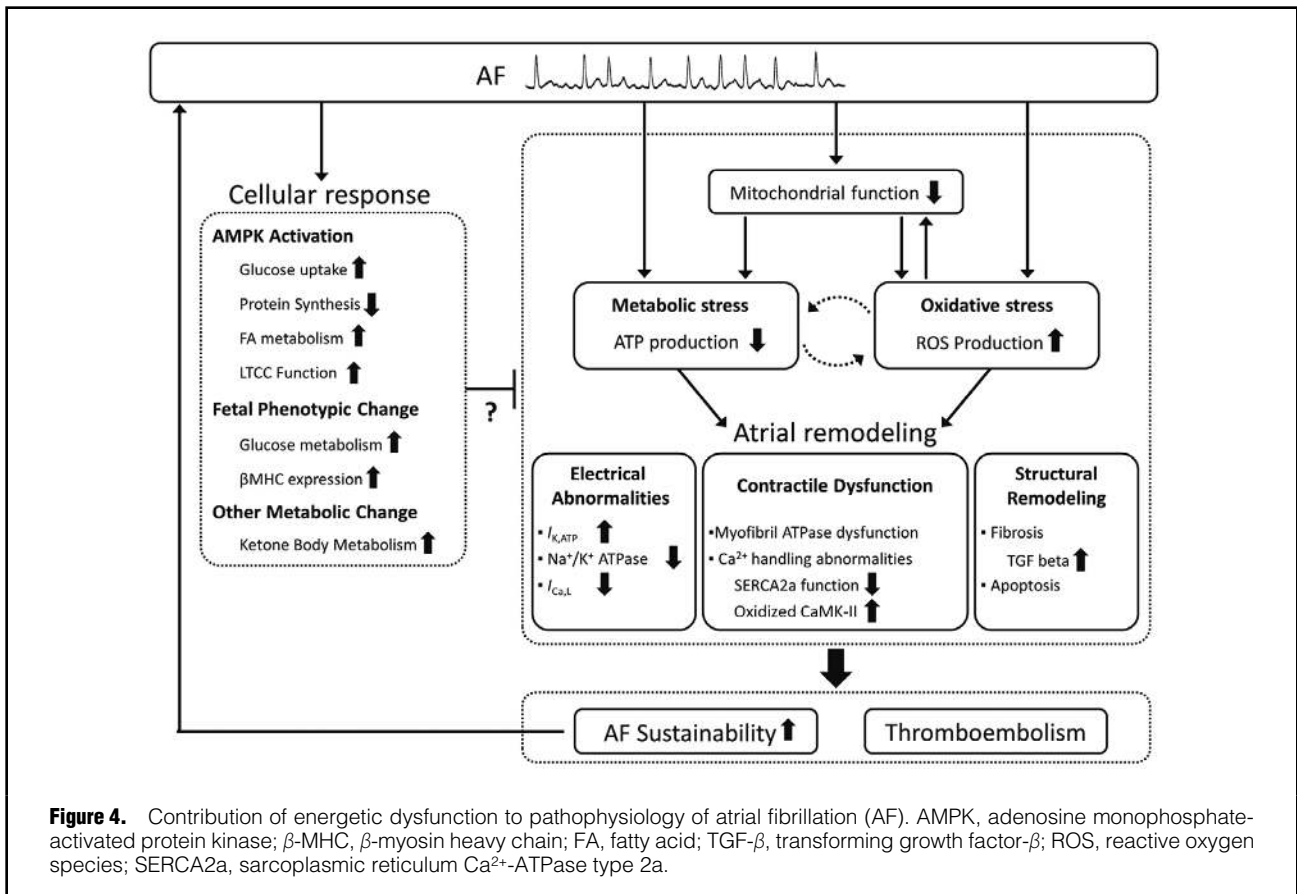 AF
Cellular response
AMPK Activation
Glucose uptake
Protein Synthesis
FA metabolism
LTCC Function
Fetal Phenotypic Change
Glucose metabolism
βMHC expression
Other Metabolic Change
Ketone Body Metabolism
?
Mitochondrial function
Metabolic stress
ATP production
Oxidative stress
ROS Production
Atrial remodeling
Electrical
Abnormalities
▪ I_K,ATP
▪ Na⁺/K⁺ ATPase
▪ I_Ca,L
Contractile Dysfunction
▪Myofibril ATPase dysfunction
▪ Ca²⁺ handling abnormalities
SERCA2a function
Oxidized CaMK-II
Structural
Remodeling
▪ Fibrosis
TGF beta
▪ Apoptosis
AF Sustainability
Thromboembolism
Figure 4. Contribution of energetic dysfunction to pathophysiology of atrial fibrillation (AF). AMPK, adenosine monophosphate-
activated protein kinase; β-MHC, β-myosin heavy chain; FA, fatty acid; TGF-β, transforming growth factor-β; ROS, reactive oxygen
species; SERCA2a, sarcoplasmic reticulum Ca²⁺-ATPase type 2a.